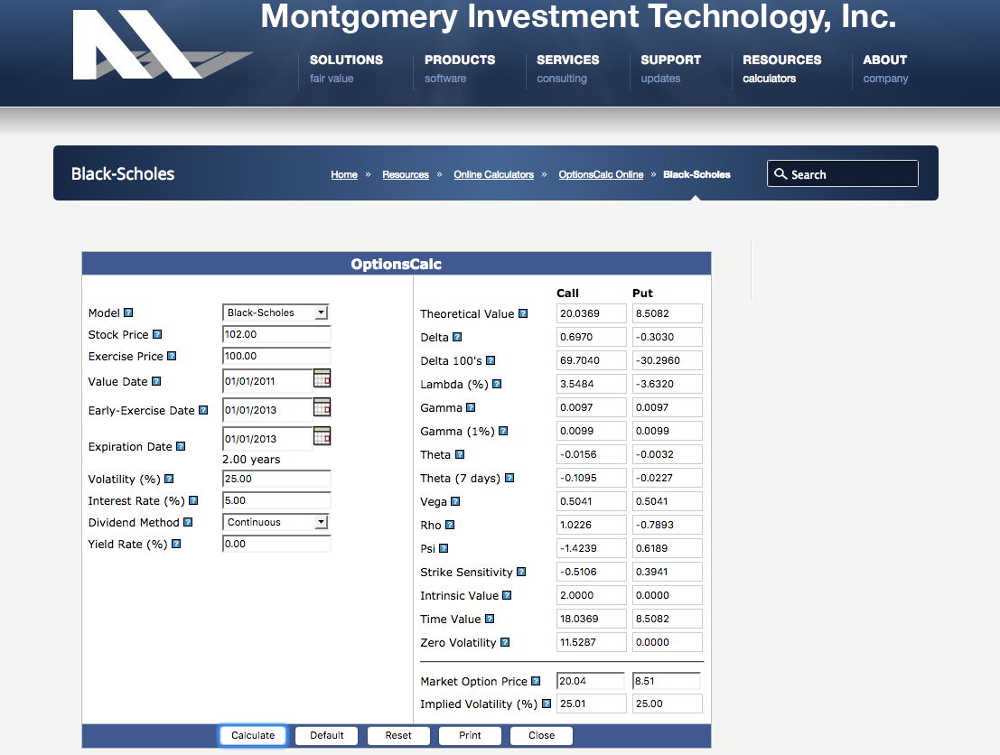 Montgomery Investment Technology, Inc.
SOLUTIONS PRODUCTS SERVICES SUPPORT RESOURCES ABOUT
fair value software consulting updates calculators company
Black-Scholes
Home » Resources » Online Calculators » OptionsCalc Online » Black-Scholes
Search
OptionsCalc
Model ? Black-Scholes
Stock Price ? 102.00
Exercise Price ? 100.00
Value Date ? 01/01/2011
Early-Exercise Date ? 01/01/2013
Expiration Date ? 01/01/2013
2.00 years
Volatility (%) ? 25.00
Interest Rate (%) ? 5.00
Dividend Method ? Continuous
Yield Rate (%) ? 0.00
Call Put
Theoretical Value ? 20.0369 8.5082
Delta ? 0.6970 -0.3030
Delta 100's ? 69.7040 -30.2960
Lambda (%) ? 3.5484 -3.6320
Gamma ? 0.0097 0.0097
Gamma (1%) ? 0.0099 0.0099
Theta ? -0.0156 -0.0032
Theta (7 days) ? -0.1095 -0.0227
Vega ? 0.5041 0.5041
Rho ? 1.0226 -0.7893
Psi ? -1.4239 0.6189
Strike Sensitivity ? -0.5106 0.3941
Intrinsic Value ? 2.0000 0.0000
Time Value ? 18.0369 8.5082
Zero Volatility ? 11.5287 0.0000
Market Option Price ? 20.04 8.51
Implied Volatility (%) ? 25.01 25.00
Calculate Default Reset Print Close